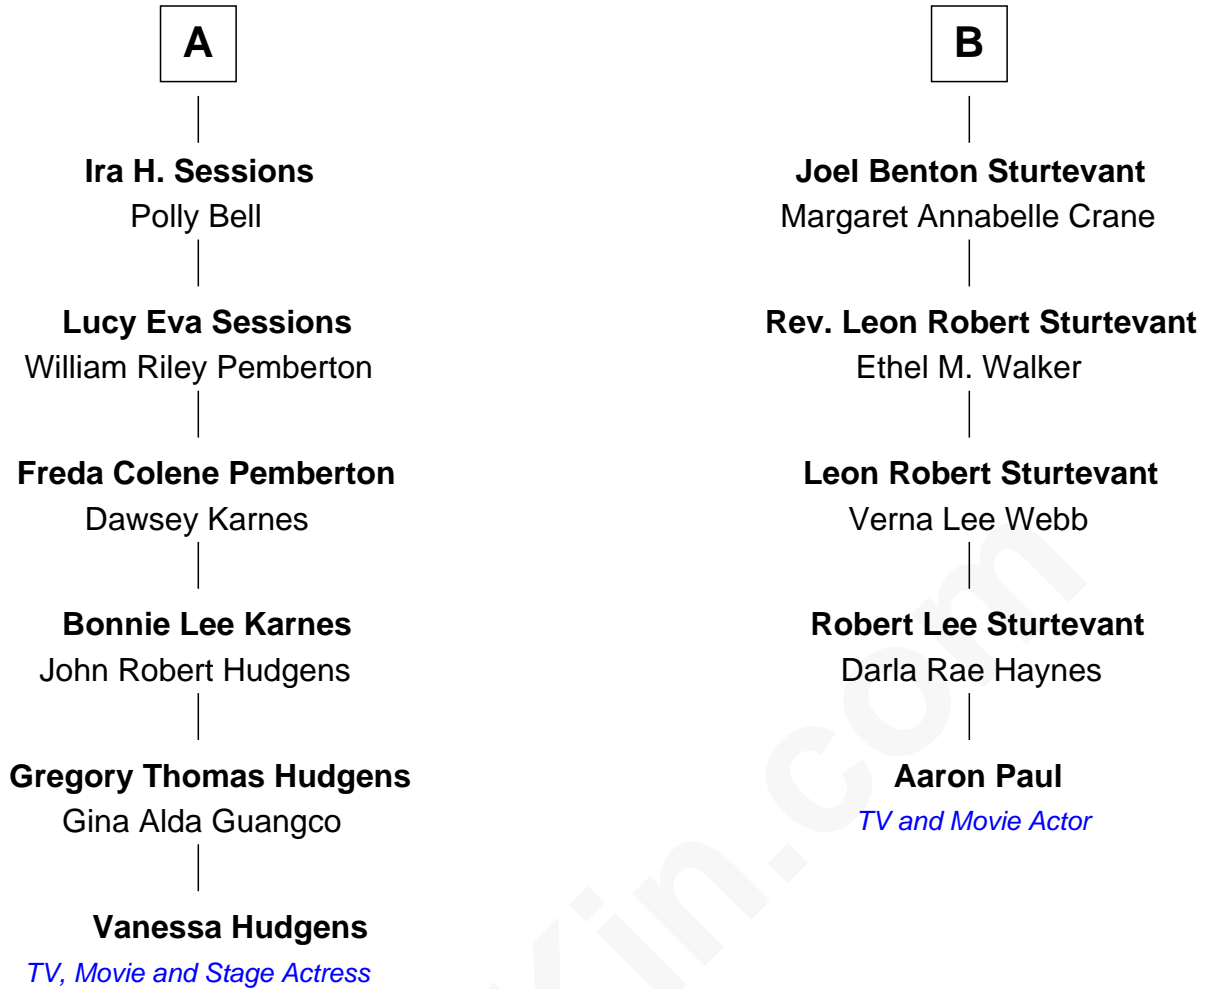 A
Ira H. Sessions
Polly Bell
Lucy Eva Sessions
William Riley Pemberton
Freda Colene Pemberton
Dawsey Karnes
Bonnie Lee Karnes
John Robert Hudgens
Gregory Thomas Hudgens
Gina Alda Guangco
Vanessa Hudgens
TV, Movie and Stage Actress
B
Joel Benton Sturtevant
Margaret Annabelle Crane
Rev. Leon Robert Sturtevant
Ethel M. Walker
Leon Robert Sturtevant
Verna Lee Webb
Robert Lee Sturtevant
Darla Rae Haynes
Aaron Paul
TV and Movie Actor
Kin.com